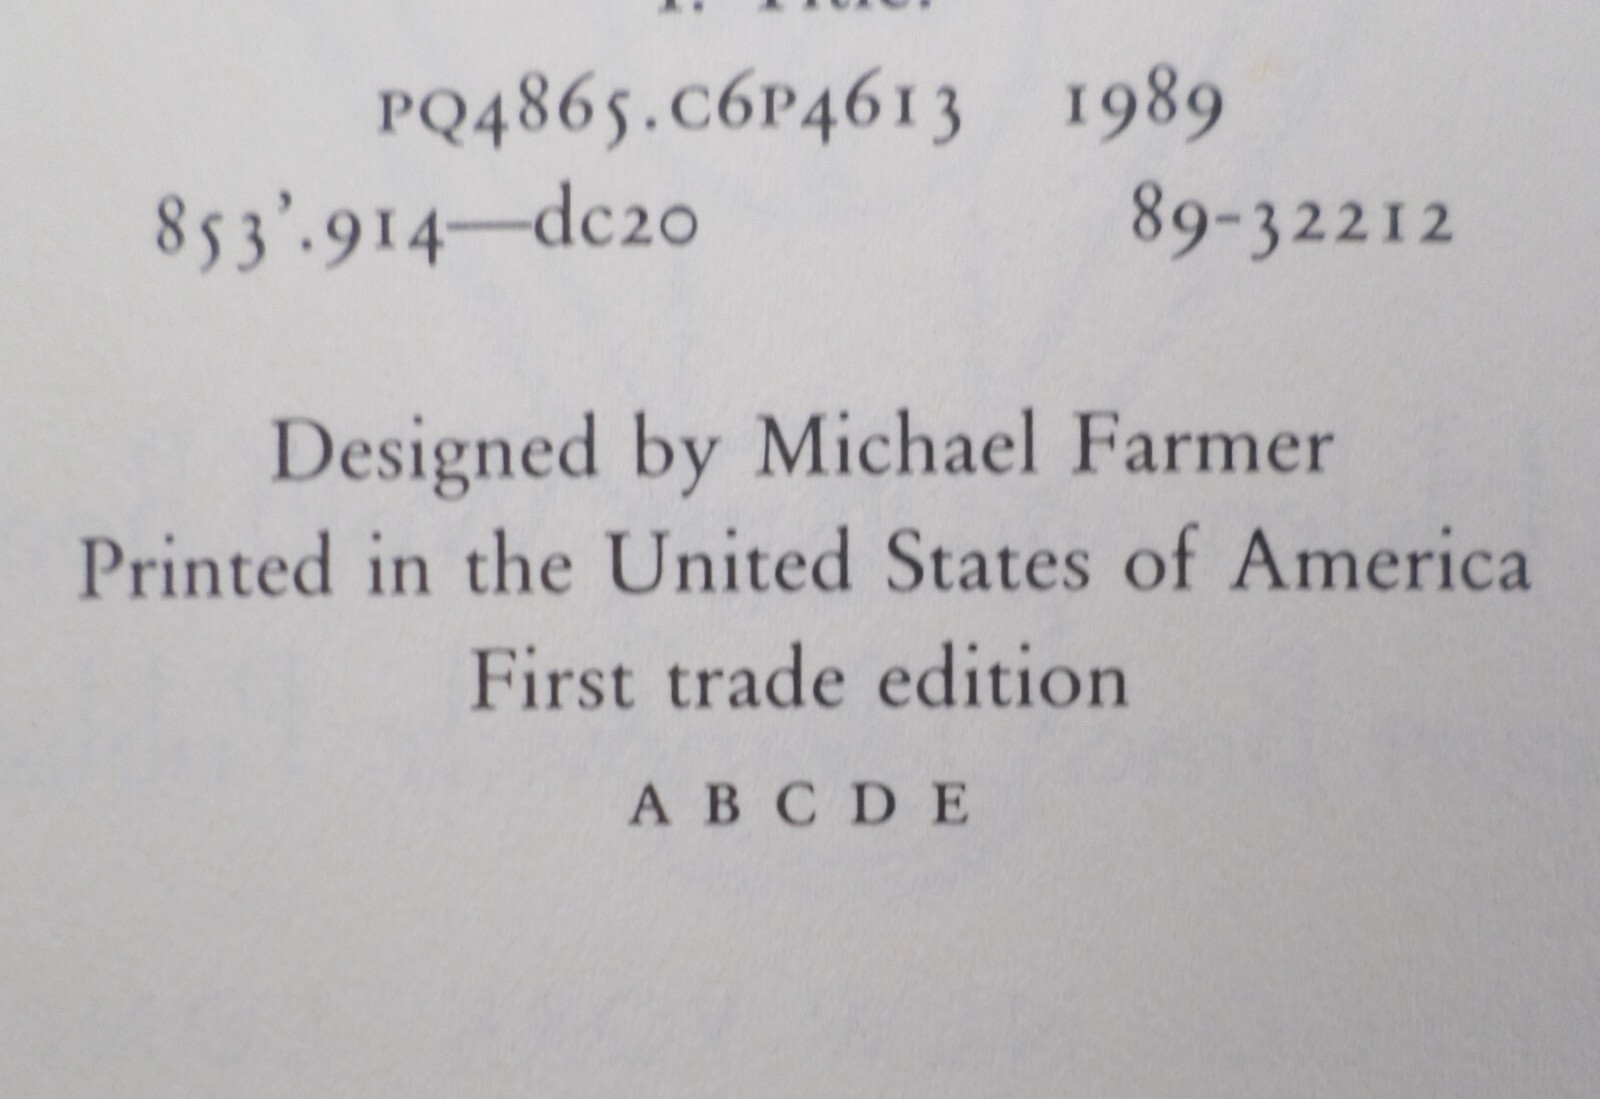 I. Title.
PQ4865.C6P4613 1989
853’.914—dc20 89-32212
Designed by Michael Farmer
Printed in the United States of America
First trade edition
A B C D E